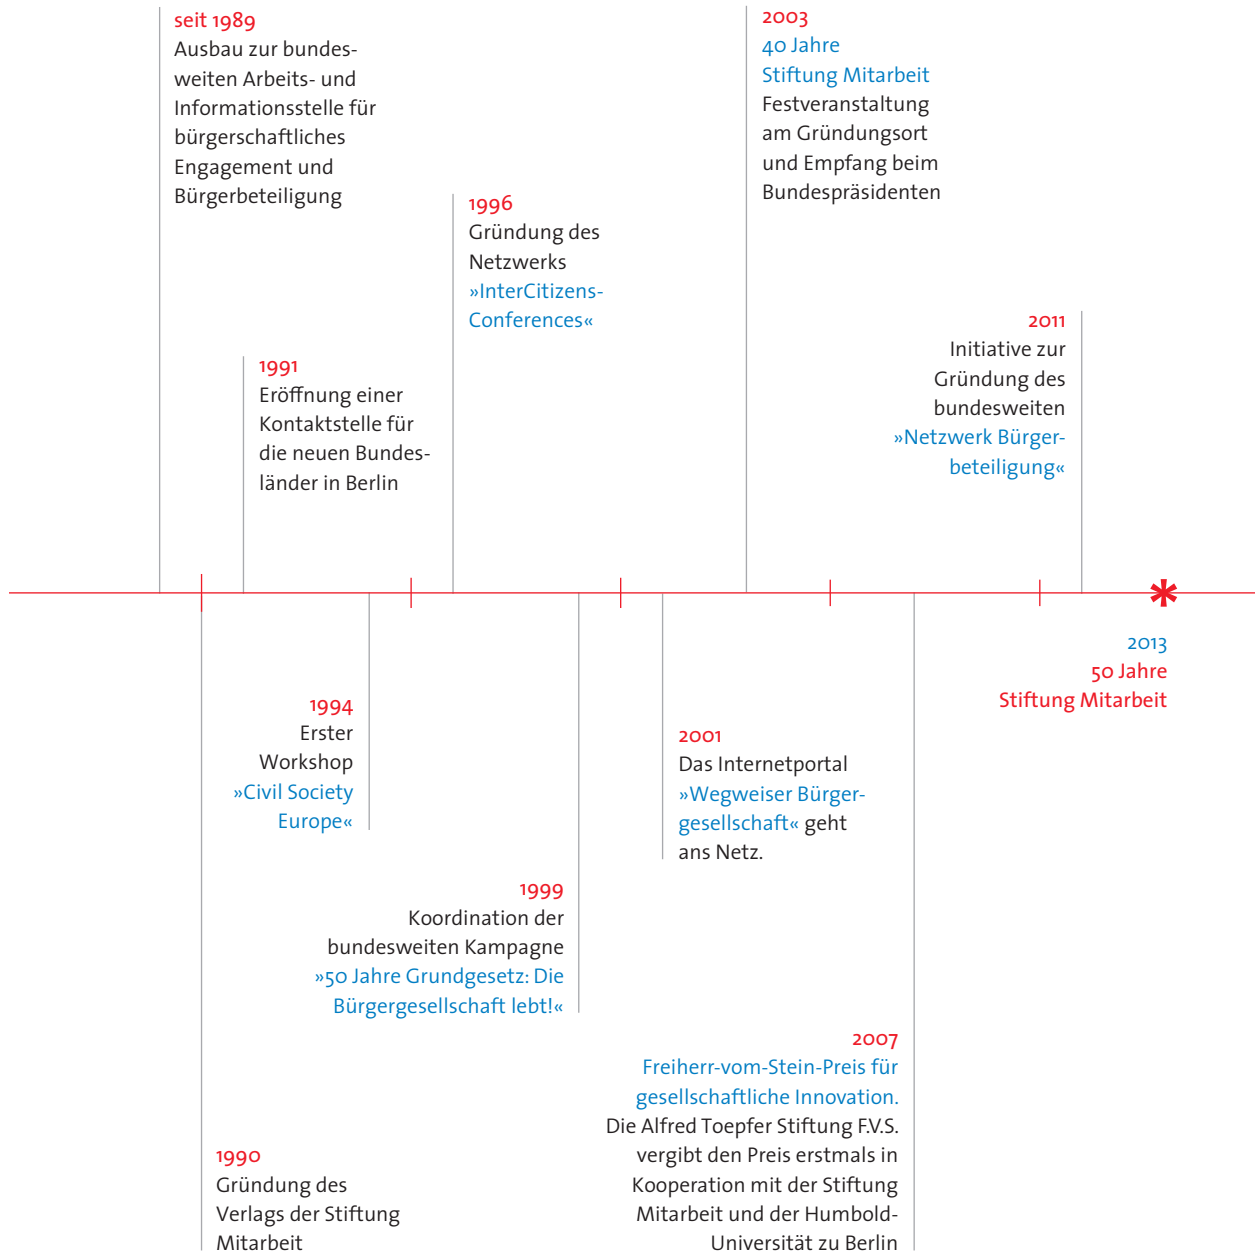 seit 1989
Ausbau zur bundes-
weiten Arbeits- und
Informationsstelle für
bürgerschaftliches
Engagement und
Bürgerbeteiligung
1991
Eröffnung einer
Kontaktstelle für
die neuen Bundes-
länder in Berlin
1996
Gründung des
Netzwerks
»InterCitizens-
Conferences«
2003
40 Jahre
Stiftung Mitarbeit
Festveranstaltung
am Gründungsort
und Empfang beim
Bundespräsidenten
2011
Initiative zur
Gründung des
bundesweiten
»Netzwerk Bürger-
beteiligung«
2013
50 Jahre
Stiftung Mitarbeit
1994
Erster
Workshop
»Civil Society
Europe«
2001
Das Internetportal
»Wegweiser Bürger-
gesellschaft« geht
ans Netz.
1999
Koordination der
bundesweiten Kampagne
»50 Jahre Grundgesetz: Die
Bürgergesellschaft lebt!«
2007
Freiherr-vom-Stein-Preis für
gesellschaftliche Innovation.
Die Alfred Toepfer Stiftung F.V.S.
vergibt den Preis erstmals in
Kooperation mit der Stiftung
Mitarbeit und der Humbold-
Universität zu Berlin
1990
Gründung des
Verlags der Stiftung
Mitarbeit